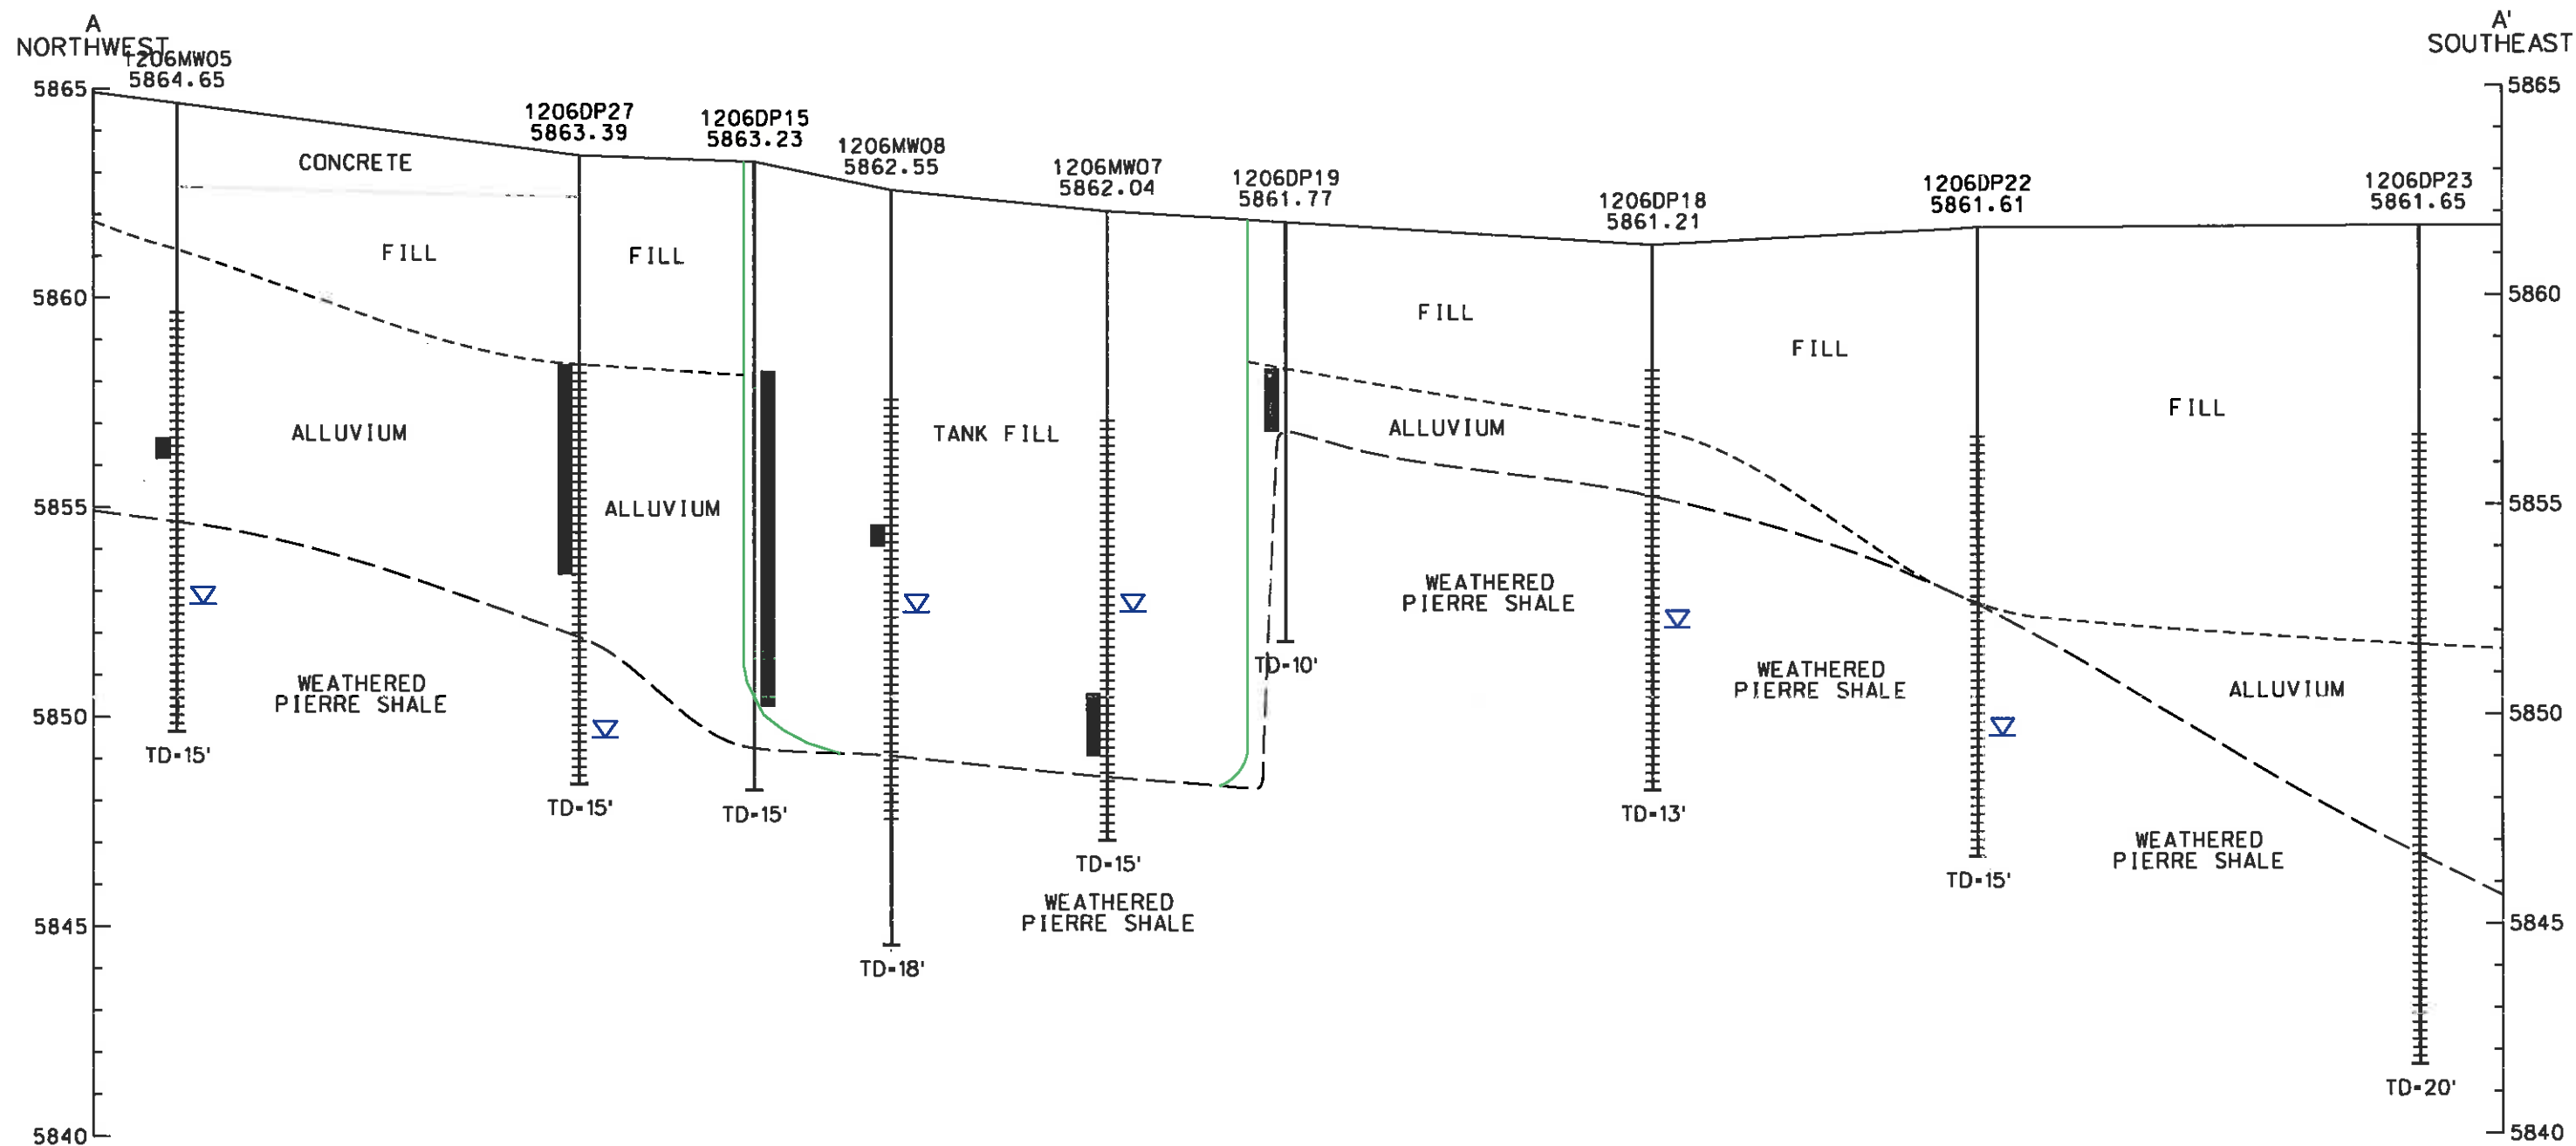 A
NORTHWEST
A'
SOUTHEAST
1206MW05
5864.65
1206DP27
5863.39
1206DP15
5863.23
1206MW08
5862.55
1206MW07
5862.04
1206DP19
5861.77
1206DP18
5861.21
1206DP22
5861.61
1206DP23
5861.65
5865
5865
CONCRETE
FILL
FILL
5860
5860
FILL
FILL
FILL
ALLUVIUM
TANK FILL
ALLUVIUM
5855
5855
ALLUVIUM
WEATHERED
PIERRE SHALE
TD=10'
WEATHERED
PIERRE SHALE
WEATHERED
PIERRE SHALE
ALLUVIUM
5850
5850
TD=15'
TD=15'
TD=15'
TD=13'
TD=15'
TD=15'
WEATHERED
PIERRE SHALE
WEATHERED
PIERRE SHALE
5845
5845
TD=18'
TD=20'
5840
5840